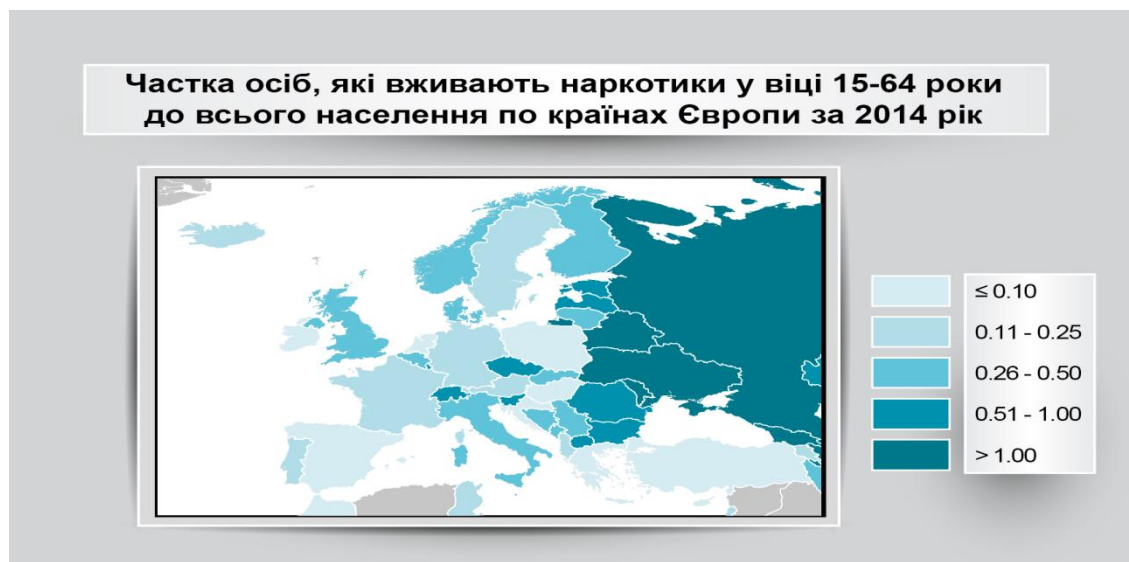 Частка осіб, які вживають наркотики у віці 15-64 роки
до всього населення по країнах Європи за 2014 рік
≤ 0.10
0.11 - 0.25
0.26 - 0.50
0.51 - 1.00
> 1.00